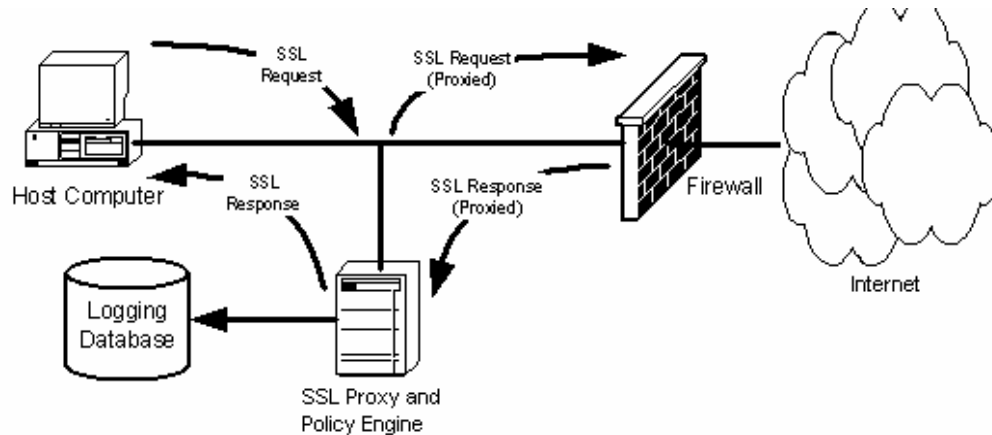 SSL
Request
SSL Request
(Proxied)
Host Computer
SSL
Response
SSL Response
(Proxied)
Firewall
Internet
Logging
Database
SSL Proxy and
Policy Engine